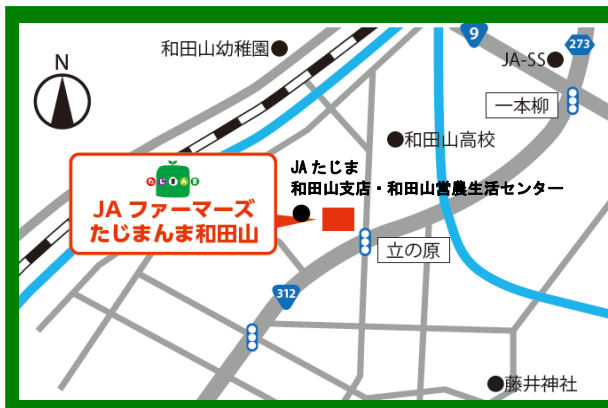 和田山幼稚園
9
273
JA-SS
N
一本柳
和田山高校
JAたじま
和田山支店・和田山営農生活センター
たじまんま
JAファーマーズ
たじまんま和田山
立の原
312
藤井神社